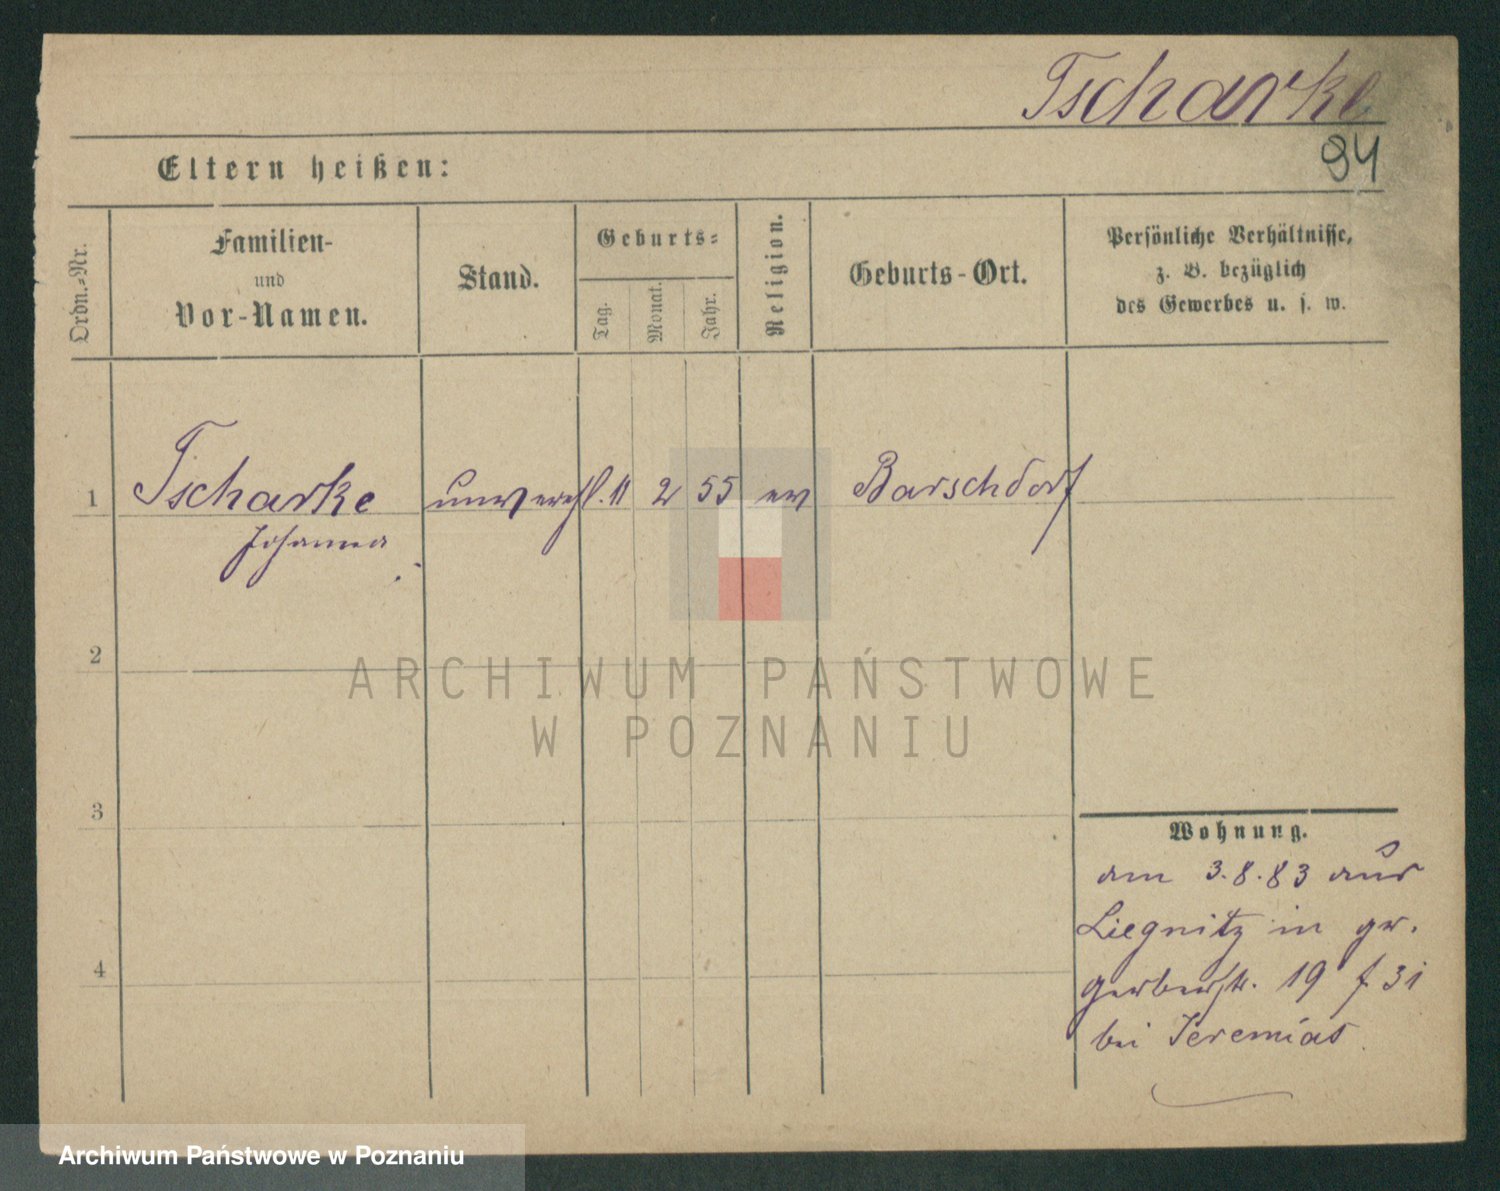 Tscharke
94
Eltern heißen:
Ordn.-Nr.
Familien-
und
Vor-Namen.
Stand.
Geburts-
Tag.
Monat.
Jahr.
Religion.
Geburts-Ort.
Persönliche Verhältnisse,
z. B. bezüglich
des Gewerbes u. s. w.
1 Tscharke unverehl. 11 2 55 ev Barschdorf
Johanna
2
3
4
Wohnung.
am 3.8.83 aus
Liegnitz in gr.
gerberstr. 19 f 31
bei Jeremias
ARCHIWUM PAŃSTWOWE
W POZNANIU
Archiwum Państwowe w Poznaniu